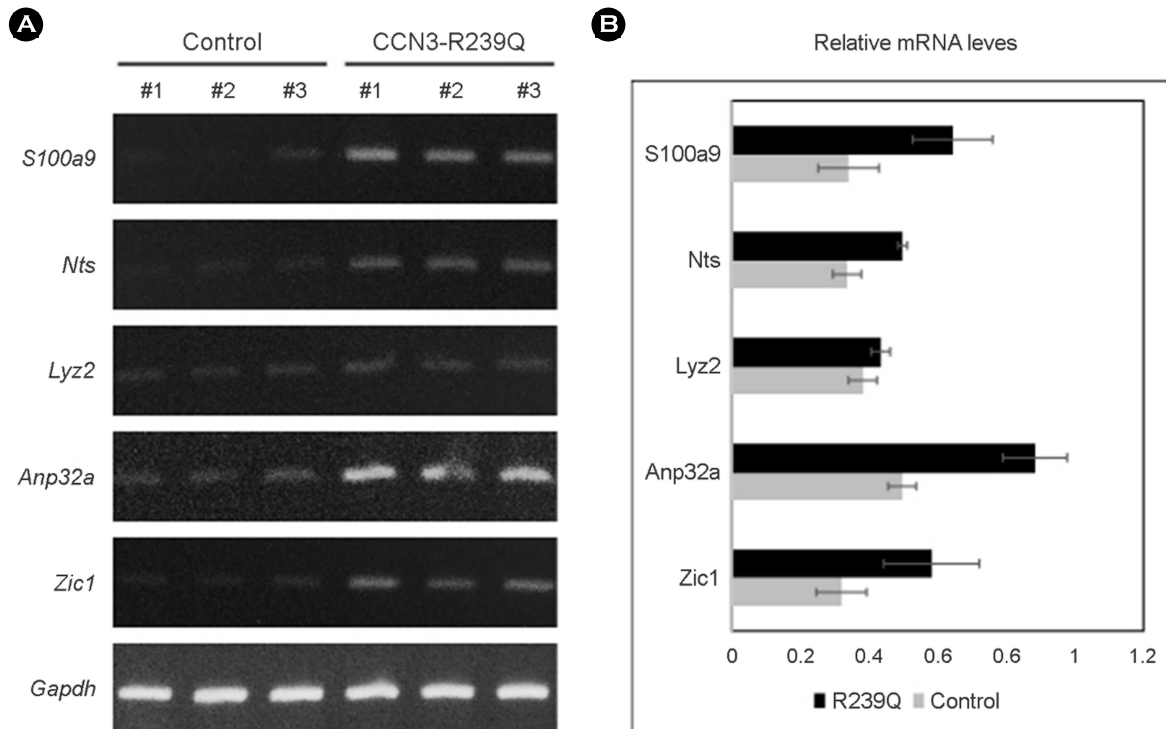 A
Control
CCN3-R239Q
#1 #2 #3 #1 #2 #3
S100a9
Nts
Lyz2
Anp32a
Zic1
Gapdh
B
Relative mRNA leves
S100a9
Nts
Lyz2
Anp32a
Zic1
0 0.2 0.4 0.6 0.8 1 1.2
R239Q Control